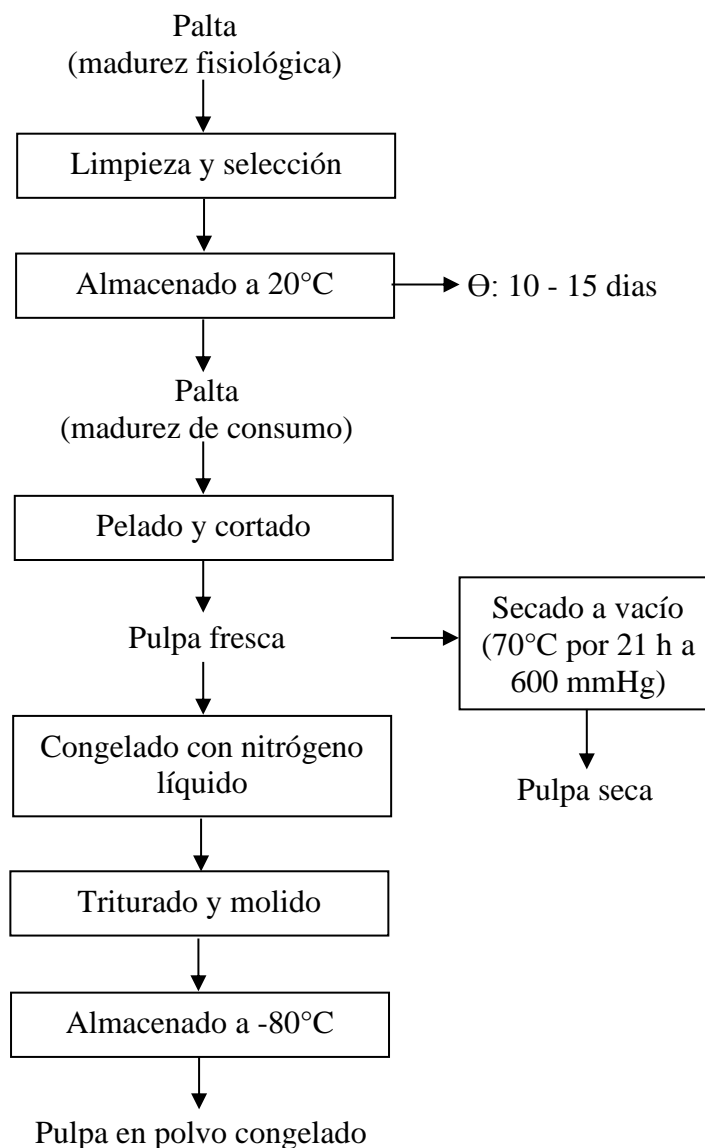 Palta
(madurez fisiológica)
Limpieza y selección
Almacenado a 20°C
Ɵ: 10 - 15 dias
Palta
(madurez de consumo)
Pelado y cortado
Pulpa fresca
Secado a vacío
(70°C por 21 h a
600 mmHg)
Pulpa seca
Congelado con nitrógeno
líquido
Triturado y molido
Almacenado a -80°C
Pulpa en polvo congelado